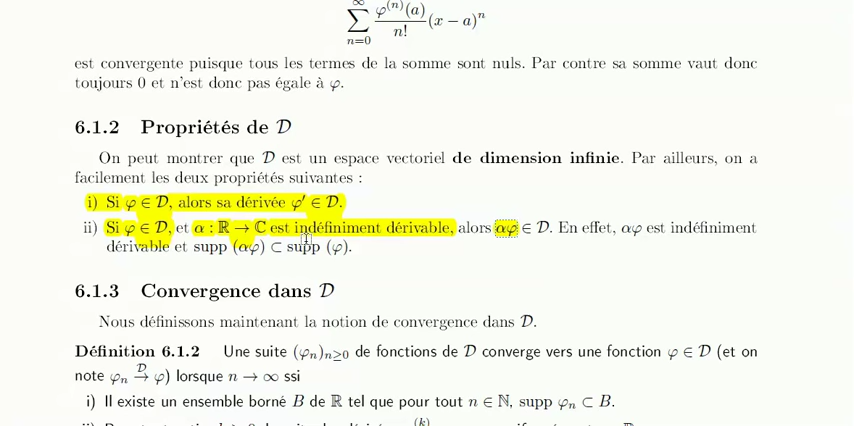 ∞
∑ φ⁽ⁿ⁾(a)/n! (x − a)ⁿ
n=0
est convergente puisque tous les termes de la somme sont nuls. Par contre sa somme vaut donc
toujours 0 et n'est donc pas égale à φ.
6.1.2 Propriétés de 𝒟
On peut montrer que 𝒟 est un espace vectoriel de dimension infinie. Par ailleurs, on a
facilement les deux propriétés suivantes :
i) Si φ ∈ 𝒟, alors sa dérivée φ′ ∈ 𝒟.
ii) Si φ ∈ 𝒟, et α : ℝ → ℂ est indéfiniment dérivable, alors αφ ∈ 𝒟. En effet, αφ est indéfiniment
dérivable et supp (αφ) ⊂ supp (φ).
6.1.3 Convergence dans 𝒟
Nous définissons maintenant la notion de convergence dans 𝒟.
Définition 6.1.2 Une suite (φₙ)ₙ≥₀ de fonctions de 𝒟 converge vers une fonction φ ∈ 𝒟 (et on
note φₙ →^𝒟 φ) lorsque n → ∞ ssi
i) Il existe un ensemble borné B de ℝ tel que pour tout n ∈ ℕ, supp φₙ ⊂ B.